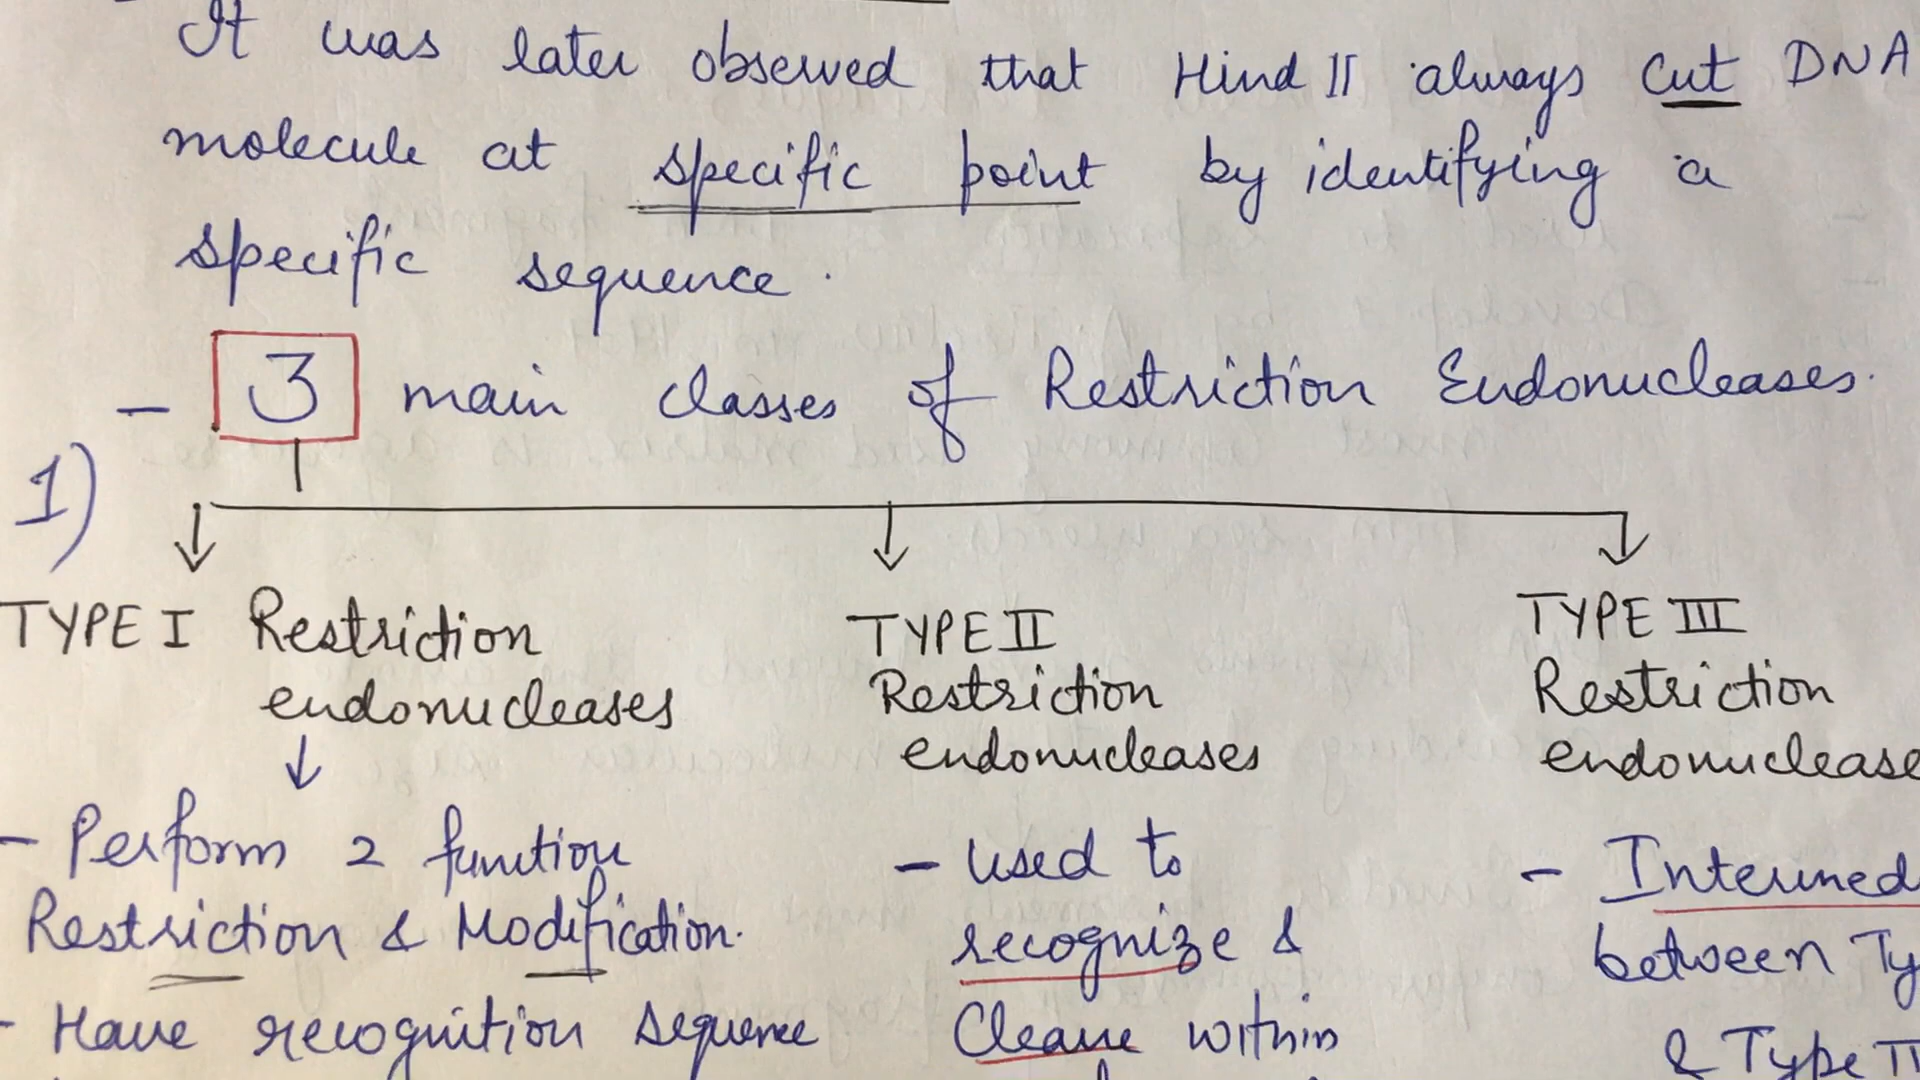 It was later observed that Hind II always cut DNA
molecule at specific point by identifying a
specific sequence.
- 3 main classes of Restriction Endonucleases.
1)
TYPE I Restriction
endonucleases
- Perform 2 function
Restriction & Modification.
- Have recognition sequence
TYPE II
Restriction
endonucleases
- used to
recognize &
Cleave within
TYPE III
Restriction
endonuclease
- Intermed
between Ty
& Type II